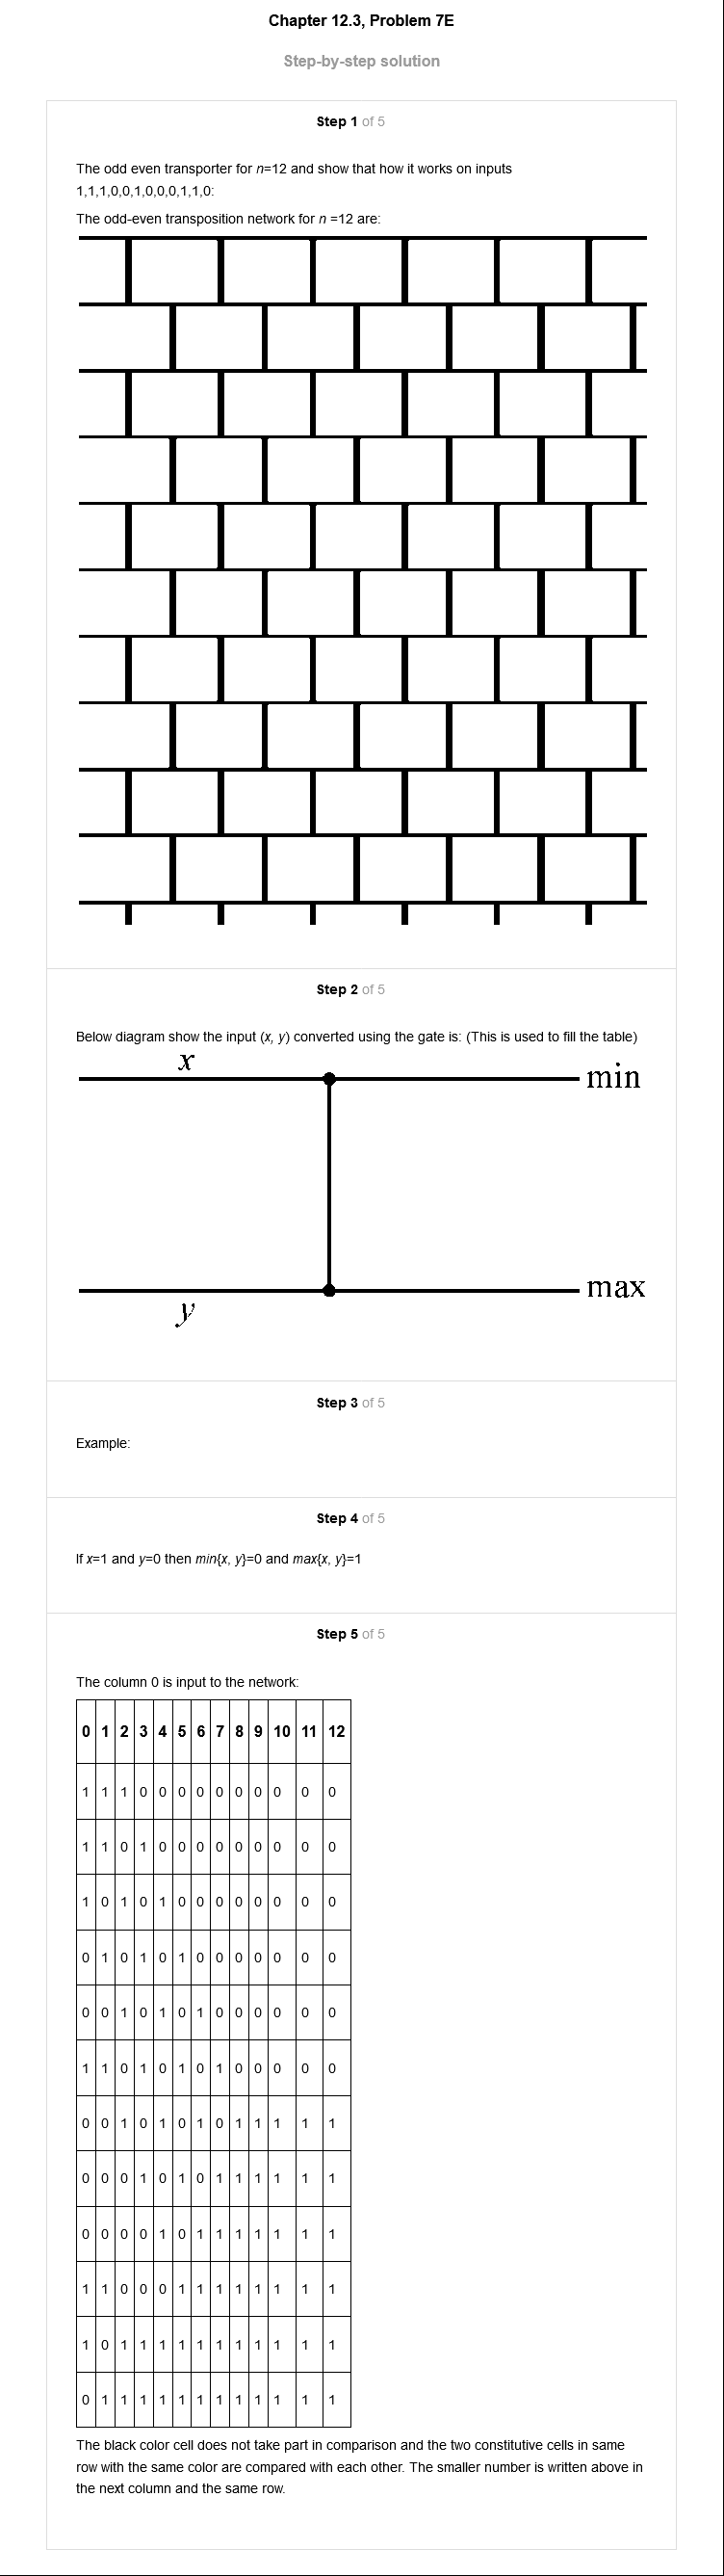 Chapter 12.3, Problem 7E
Step-by-step solution
Step 1 of 5
The odd even transporter for n=12 and show that how it works on inputs
1,1,1,0,0,1,0,0,0,1,1,0:
The odd-even transposition network for n =12 are:
Step 2 of 5
Below diagram show the input (x, y) converted using the gate is: (This is used to fill the table)
x
min
max
y
Step 3 of 5
Example:
Step 4 of 5
If x=1 and y=0 then min{x, y}=0 and max{x, y}=1
Step 5 of 5
The column 0 is input to the network:
0 1 2 3 4 5 6 7 8 9 10 11 12
1 1 1 0 0 0 0 0 0 0 0 0 0
1 1 0 1 0 0 0 0 0 0 0 0 0
1 0 1 0 1 0 0 0 0 0 0 0 0
0 1 0 1 0 1 0 0 0 0 0 0 0
0 0 1 0 1 0 1 0 0 0 0 0 0
1 1 0 1 0 1 0 1 0 0 0 0 0
0 0 1 0 1 0 1 0 1 1 1 1 1
0 0 0 1 0 1 0 1 1 1 1 1 1
0 0 0 0 1 0 1 1 1 1 1 1 1
1 1 0 0 0 1 1 1 1 1 1 1 1
1 0 1 1 1 1 1 1 1 1 1 1 1
0 1 1 1 1 1 1 1 1 1 1 1 1
The black color cell does not take part in comparison and the two constitutive cells in same
row with the same color are compared with each other. The smaller number is written above in
the next column and the same row.